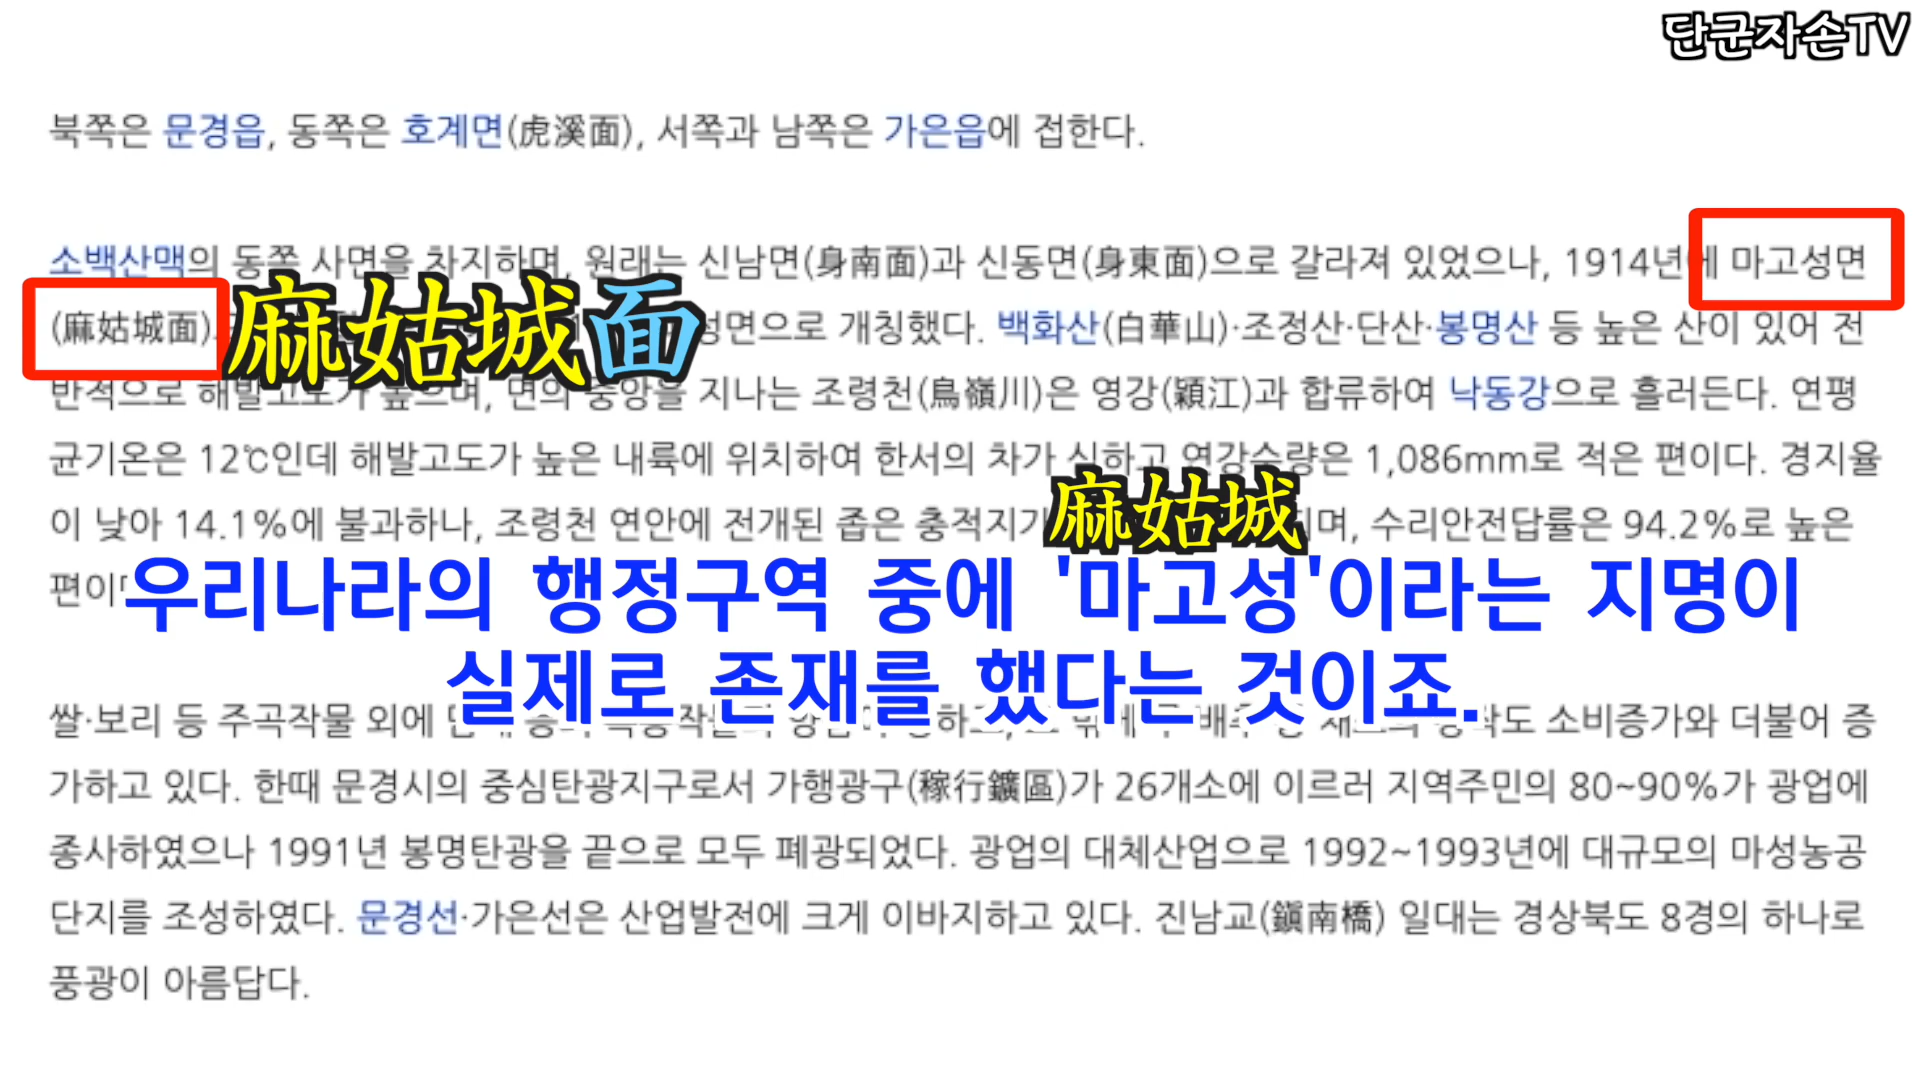 단군자손TV
북쪽은 문경읍, 동쪽은 호계면(虎溪面), 서쪽과 남쪽은 가은읍에 접한다.
소백산맥의 동쪽 사면을 차지하며, 원래는 신남면(身南面)과 신동면(身東面)으로 갈라져 있었으나, 1914년에 마고성면
(麻姑城面) 麻姑城面 성면으로 개칭했다. 백화산(白華山)·조정산·단산·봉명산 등 높은 산이 있어 전
반적으로 해발고도가 높으며, 면의 중앙을 지나는 조령천(鳥嶺川)은 영강(穎江)과 합류하여 낙동강으로 흘러든다. 연평
균기온은 12℃인데 해발고도가 높은 내륙에 위치하여 한서의 차가 심하고 연강수량은 1,086mm로 적은 편이다. 경지율
이 낮아 14.1%에 불과하나, 조령천 연안에 전개된 좁은 충적지가 麻姑城 며, 수리안전답률은 94.2%로 높은
편이
우리나라의 행정구역 중에 '마고성'이라는 지명이
실제로 존재를 했다는 것이죠.
쌀·보리 등 주곡작물 외에 소비증가와 더불어 증
가하고 있다. 한때 문경시의 중심탄광지구로서 가행광구(稼行鑛區)가 26개소에 이르러 지역주민의 80~90%가 광업에
종사하였으나 1991년 봉명탄광을 끝으로 모두 폐광되었다. 광업의 대체산업으로 1992~1993년에 대규모의 마성농공
단지를 조성하였다. 문경선·가은선은 산업발전에 크게 이바지하고 있다. 진남교(鎭南橋) 일대는 경상북도 8경의 하나로
풍광이 아름답다.